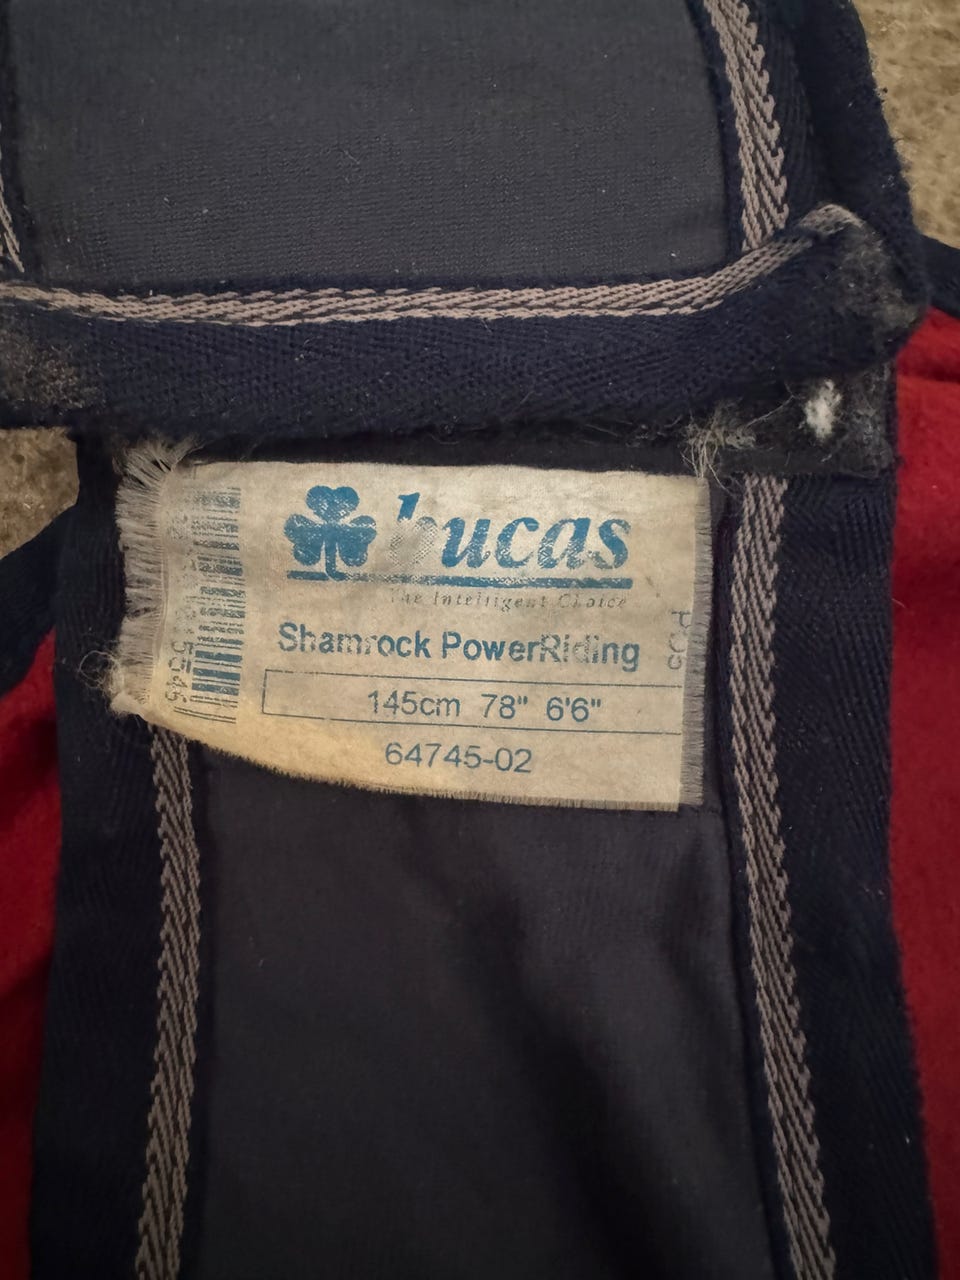 bucas
The Intelligent Choice
Shamrock PowerRiding
145cm 78" 6'6"
64745-02